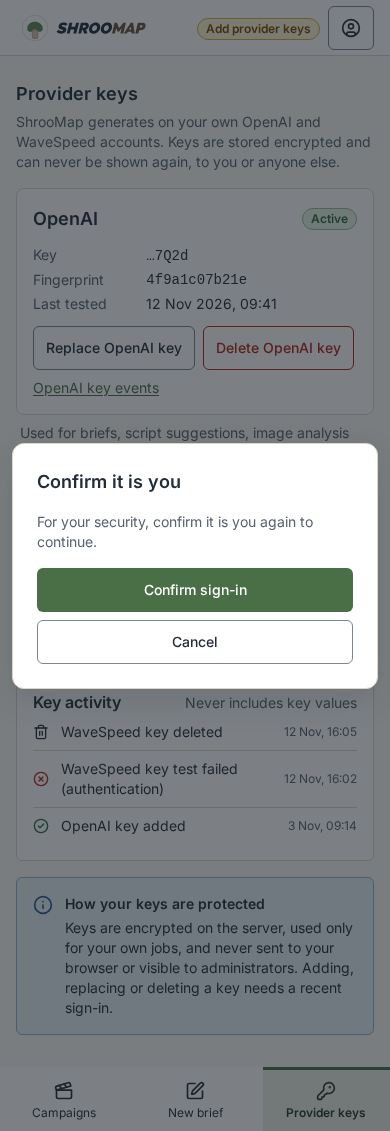 SHROOMAP
Add provider keys
Provider keys
ShrooMap generates on your own OpenAI and
WaveSpeed accounts. Keys are stored encrypted and
can never be shown again, to you or anyone else.
OpenAI
Active
Key …7Q2d
Fingerprint 4f9a1c07b21e
Last tested 12 Nov 2026, 09:41
Replace OpenAI key
Delete OpenAI key
OpenAI key events
Used for briefs, script suggestions, image analysis
Confirm it is you
For your security, confirm it is you again to
continue.
Confirm sign-in
Cancel
Key activity
Never includes key values
WaveSpeed key deleted 12 Nov, 16:05
WaveSpeed key test failed
(authentication)
12 Nov, 16:02
OpenAI key added 3 Nov, 09:14
How your keys are protected
Keys are encrypted on the server, used only
for your own jobs, and never sent to your
browser or visible to administrators. Adding,
replacing or deleting a key needs a recent
sign-in.
Campaigns
New brief
Provider keys